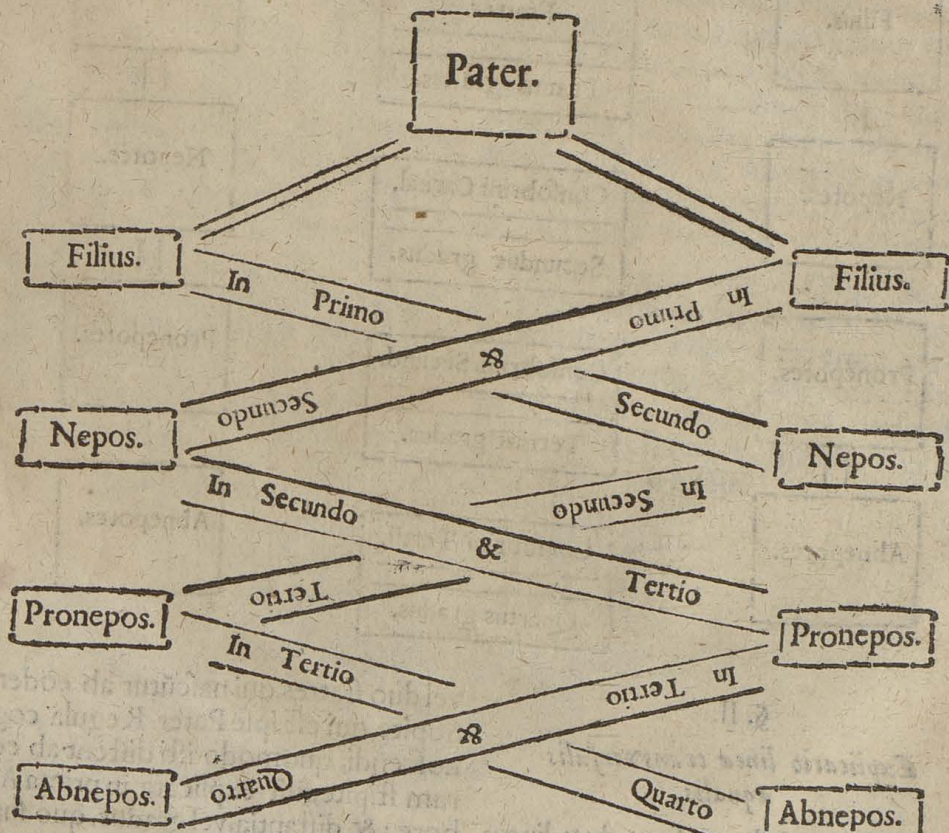 Pater.
Filius.
Filius.
In Primo
In Primo
&
Secundo
Secundo
Nepos.
Nepos.
In Secundo
In Secundo
&
Tertio
Tertio
Pronepos.
Pronepos.
In Tertio
In Tertio
&
Quarto
Quarto
Abnepos.
Abnepos.